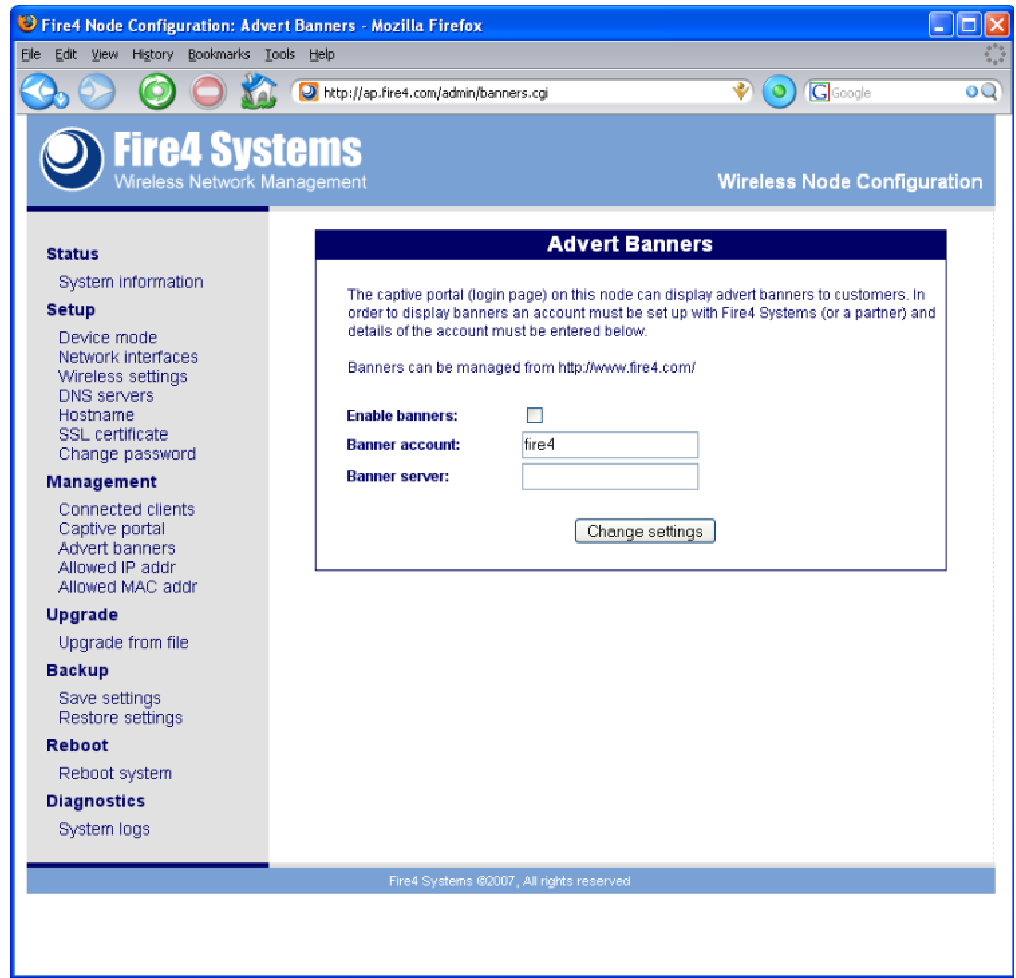 Fire4 Node Configuration: Advert Banners - Mozilla Firefox
File Edit View History Bookmarks Tools Help
http://ap.fire4.com/admin/banners.cgi
G Google
Fire4 Systems
Wireless Network Management
Wireless Node Configuration
Status
System information
Setup
Device mode
Network interfaces
Wireless settings
DNS servers
Hostname
SSL certificate
Change password
Management
Connected clients
Captive portal
Advert banners
Allowed IP addr
Allowed MAC addr
Upgrade
Upgrade from file
Backup
Save settings
Restore settings
Reboot
Reboot system
Diagnostics
System logs
Advert Banners
The captive portal (login page) on this node can display advert banners to customers. In
order to display banners an account must be set up with Fire4 Systems (or a partner) and
details of the account must be entered below.
Banners can be managed from http://www.fire4.com/
Enable banners:
Banner account: fire4
Banner server:
Change settings
Fire4 Systems ©2007, All rights reserved